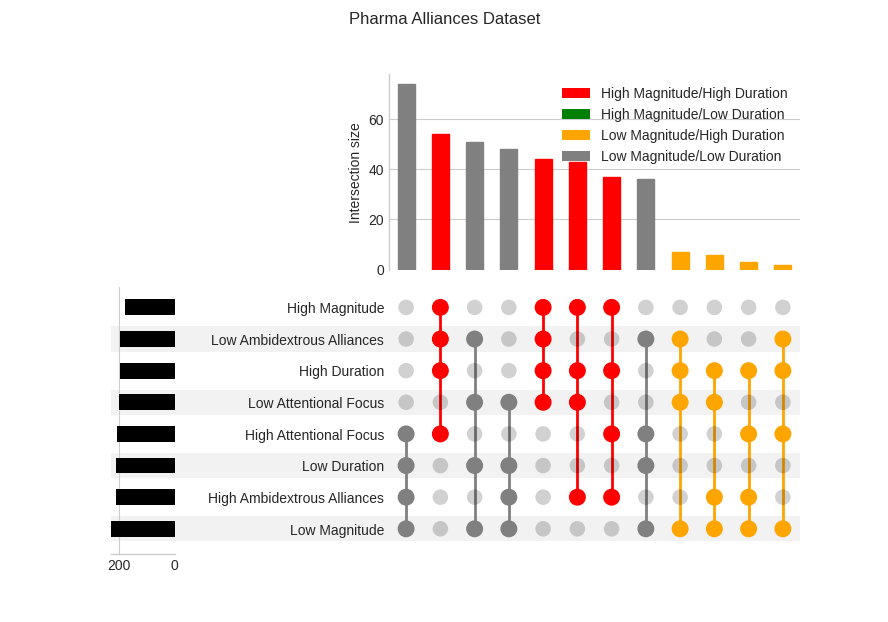 Pharma Alliances Dataset
Intersection size
60
40
20
0
High Magnitude/High Duration
High Magnitude/Low Duration
Low Magnitude/High Duration
Low Magnitude/Low Duration
High Magnitude
Low Ambidextrous Alliances
High Duration
Low Attentional Focus
High Attentional Focus
Low Duration
High Ambidextrous Alliances
Low Magnitude
200 0